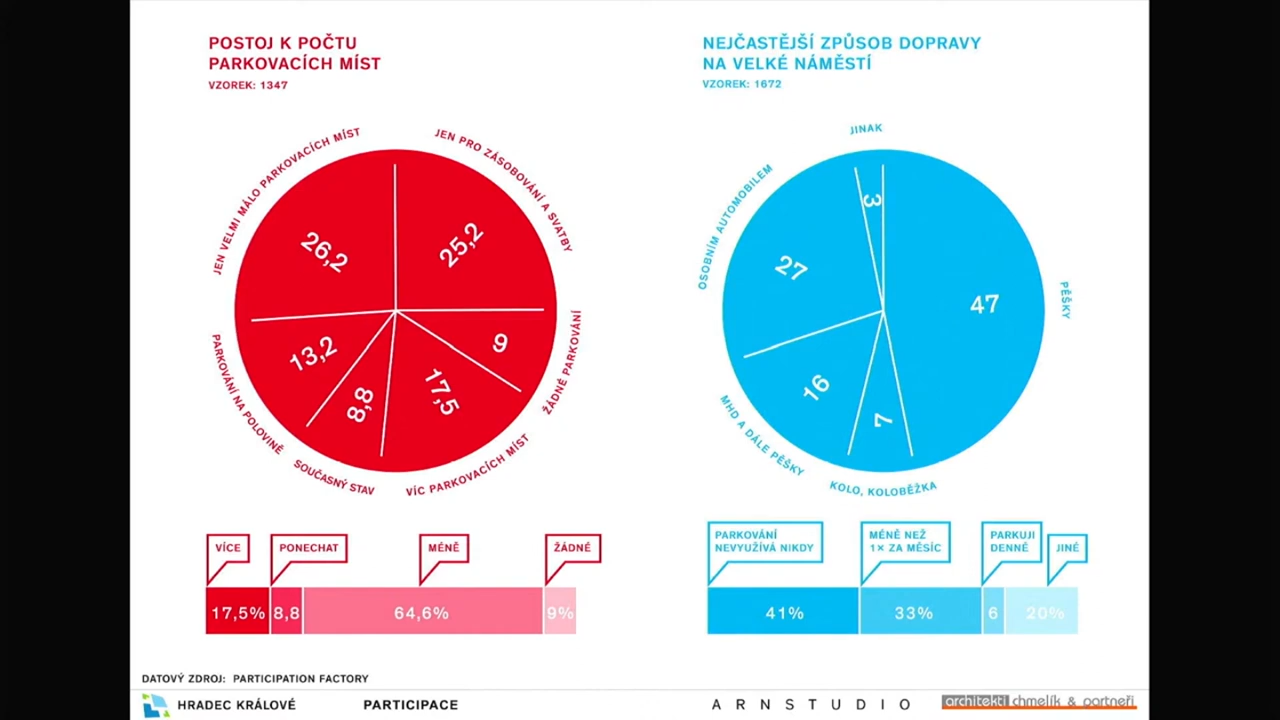 POSTOJ K POČTU
PARKOVACÍCH MÍST
VZOREK: 1347
JEN VELMI MÁLO PARKOVACÍCH MÍST
JEN PRO ZÁSOBOVÁNÍ A SVATBY
26,2
25,2
13,2
8,8
17,5
9
PARKOVÁNÍ NA POLOVINĚ
SOUČASNÝ STAV
VÍC PARKOVACÍCH MÍST
ŽÁDNÉ PARKOVÁNÍ
VÍCE
PONECHAT
MÉNĚ
ŽÁDNÉ
17,5%
8,8
64,6%
9%
NEJČASTĚJŠÍ ZPŮSOB DOPRAVY
NA VELKÉ NÁMĚSTÍ
VZOREK: 1672
JINAK
OSOBNÍM AUTOMOBILEM
3
27
47
PĚŠKY
16
7
MHD A DÁLE PĚŠKY
KOLO, KOLOBĚŽKA
PARKOVÁNÍ
NEVYUŽÍVÁ NIKDY
MÉNĚ NEŽ
1× ZA MĚSÍC
PARKUJI
DENNĚ
JINÉ
41%
33%
6
20%
DATOVÝ ZDROJ: PARTICIPATION FACTORY
HRADEC KRÁLOVÉ
PARTICIPACE
ARNSTUDIO
architekti chmelík & partneři